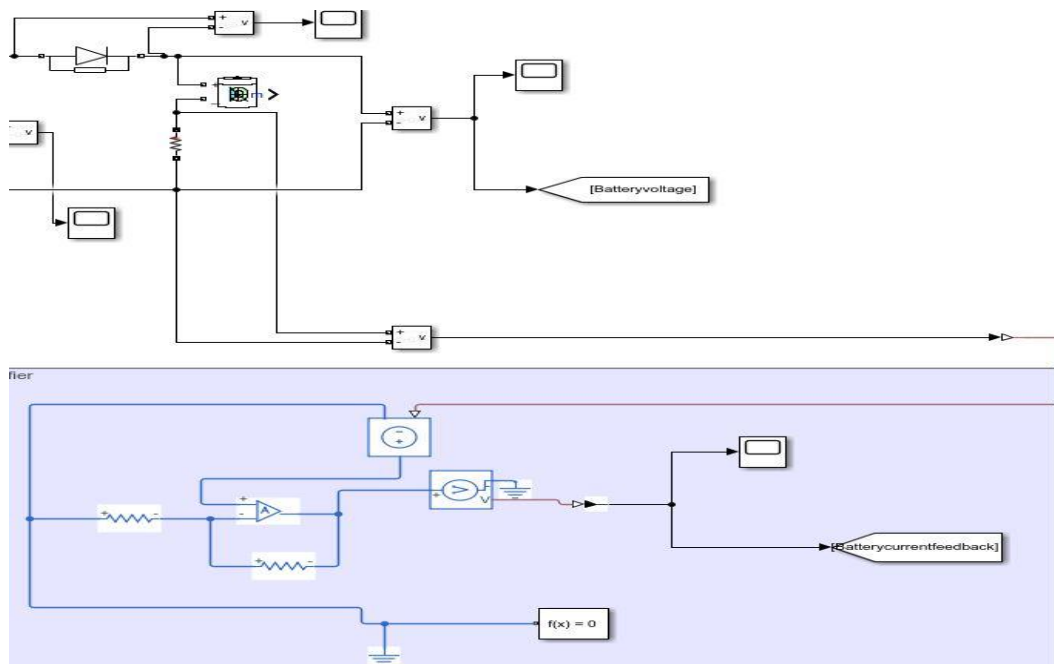 +
-
v
+
m
-
v
+
-
v
[Batteryvoltage]
+
-
v
fier
-
+
+
-
A
+
-
+
V
+
-
[Batterycurrentfeedback]
f(x) = 0